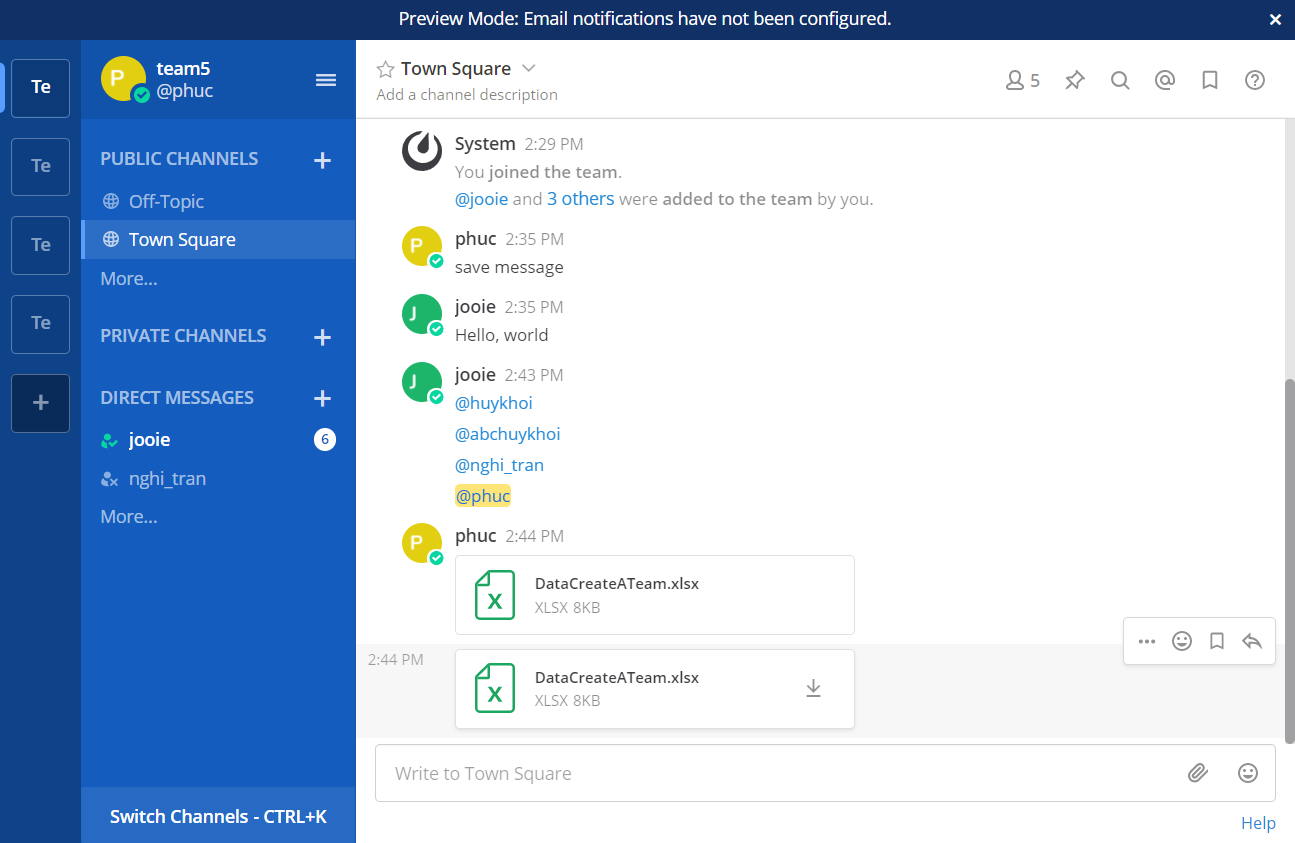 Preview Mode: Email notifications have not been configured.
Te
Te
Te
Te
P
team5
@phuc
PUBLIC CHANNELS
Off-Topic
Town Square
More...
PRIVATE CHANNELS
DIRECT MESSAGES
jooie
6
nghi_tran
More...
Switch Channels - CTRL+K
Town Square
Add a channel description
5
System 2:29 PM
You joined the team.
@jooie and 3 others were added to the team by you.
P
phuc 2:35 PM
save message
J
jooie 2:35 PM
Hello, world
J
jooie 2:43 PM
@huykhoi
@abchuykhoi
@nghi_tran
@phuc
P
phuc 2:44 PM
X
DataCreateATeam.xlsx
XLSX 8KB
2:44 PM
X
DataCreateATeam.xlsx
XLSX 8KB
Write to Town Square
Help